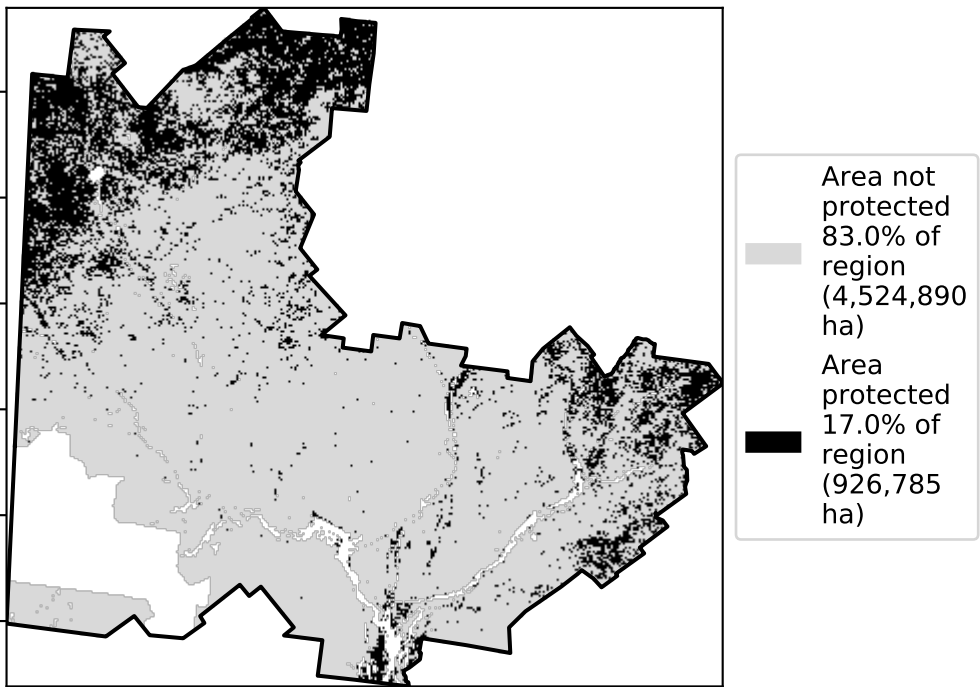 Area not
protected
83.0% of
region
(4,524,890
ha)
Area
protected
17.0% of
region
(926,785
ha)